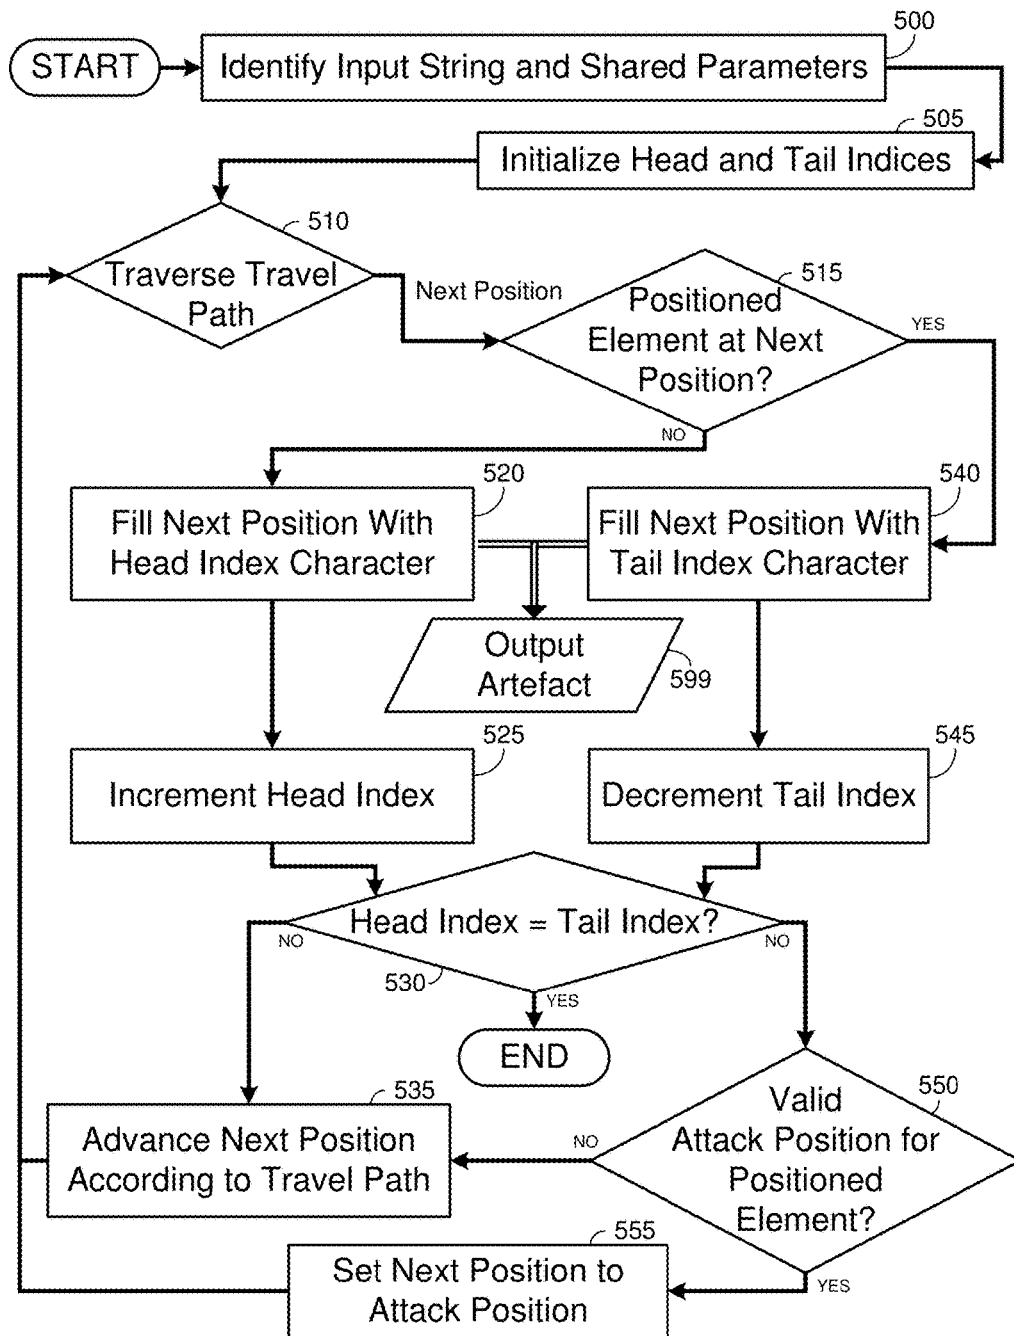 START
500
Identify Input String and Shared Parameters
505
Initialize Head and Tail Indices
510
Traverse Travel
Path
Next Position
515
Positioned
Element at Next
Position?
YES
NO
520
Fill Next Position With
Head Index Character
540
Fill Next Position With
Tail Index Character
Output
Artefact
599
525
Increment Head Index
545
Decrement Tail Index
Head Index = Tail Index?
NO
NO
530
YES
END
535
Advance Next Position
According to Travel Path
550
Valid
Attack Position for
Positioned
Element?
NO
YES
555
Set Next Position to
Attack Position